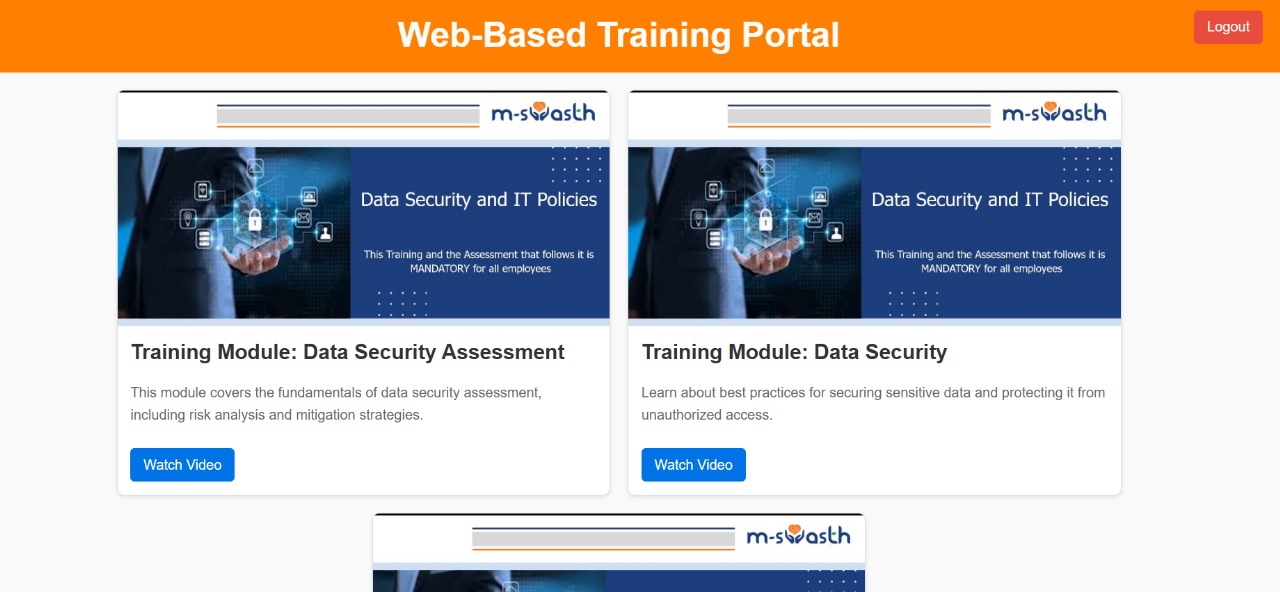 Web-Based Training Portal
Logout
m-swasth
m-swasth
Data Security and IT Policies
This Training and the Assessment that follows it is
MANDATORY for all employees
Data Security and IT Policies
This Training and the Assessment that follows it is
MANDATORY for all employees
Training Module: Data Security Assessment
This module covers the fundamentals of data security assessment,
including risk analysis and mitigation strategies.
Watch Video
Training Module: Data Security
Learn about best practices for securing sensitive data and protecting it from
unauthorized access.
Watch Video
m-swasth